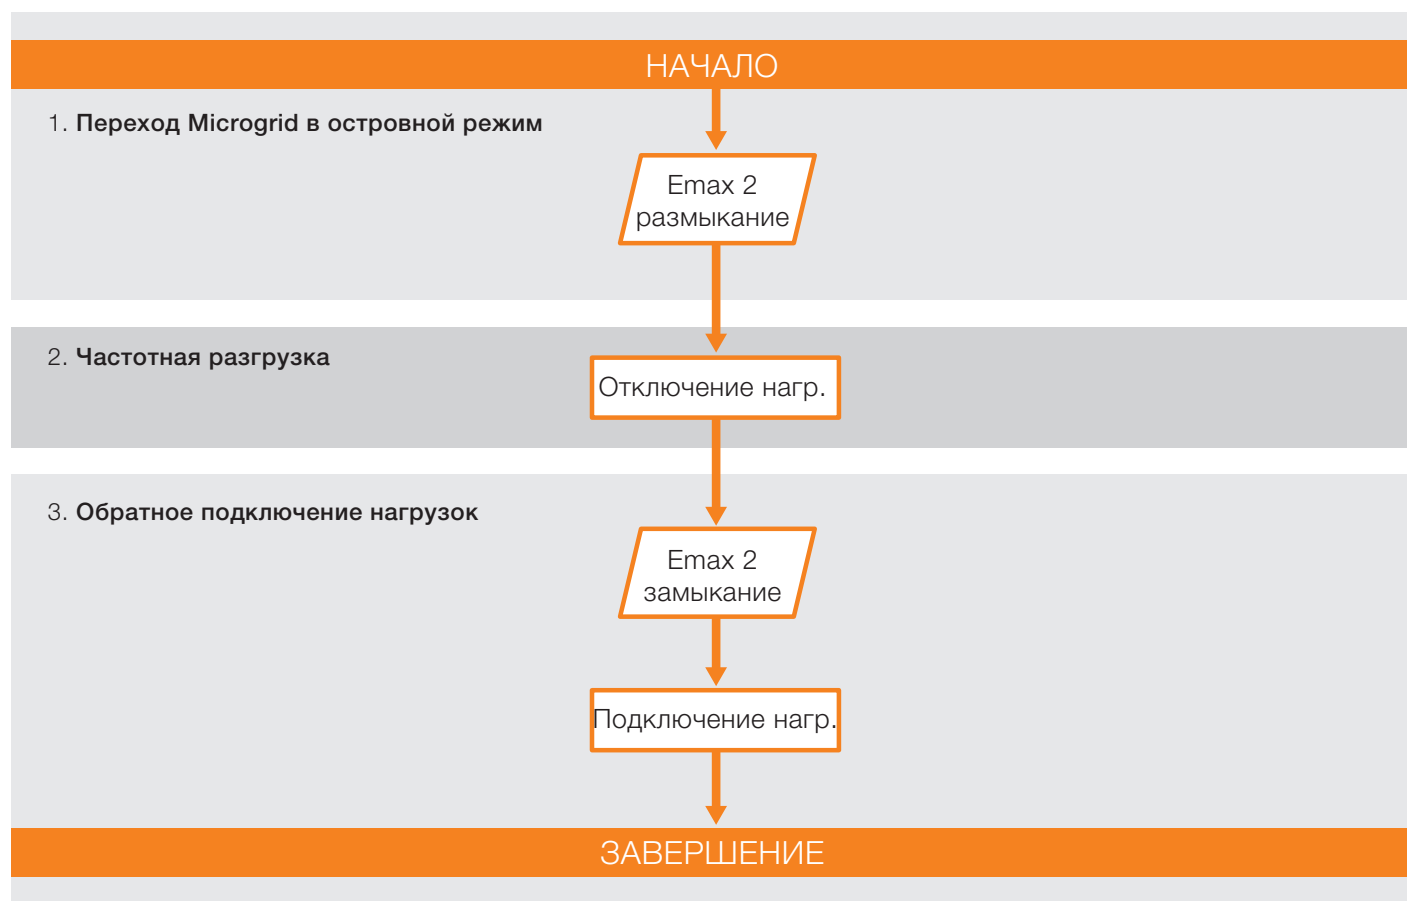 НАЧАЛО
1. Переход Microgrid в островной режим
Emax 2
размыкание
2. Частотная разгрузка
Отключение нагр.
3. Обратное подключение нагрузок
Emax 2
замыкание
Подключение нагр.
ЗАВЕРШЕНИЕ